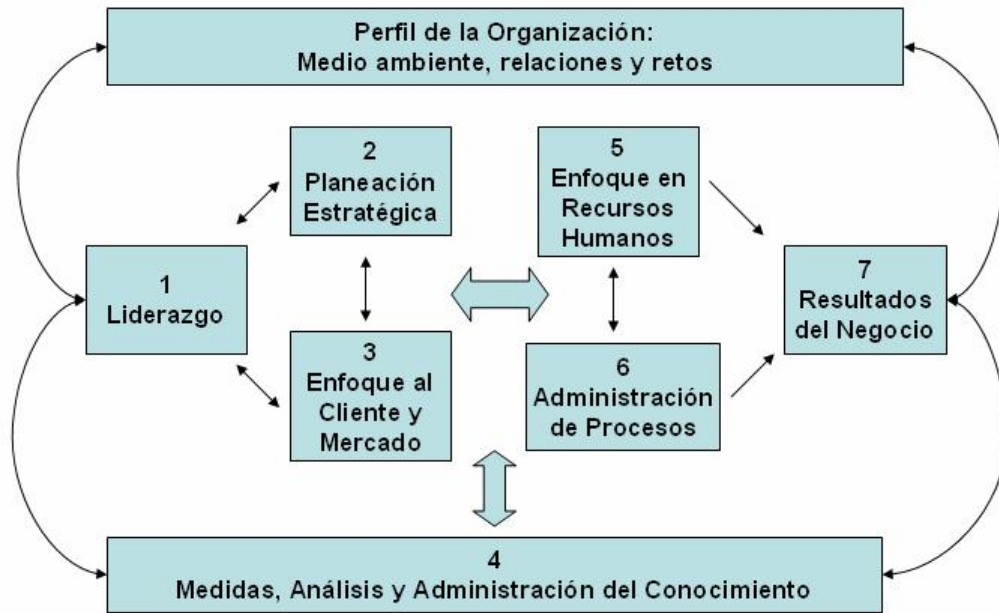 Perfil de la Organización:
Medio ambiente, relaciones y retos
2
Planeación
Estratégica
5
Enfoque en
Recursos
Humanos
1
Liderazgo
7
Resultados
del Negocio
3
Enfoque al
Cliente y
Mercado
6
Administración
de Procesos
4
Medidas, Análisis y Administración del Conocimiento